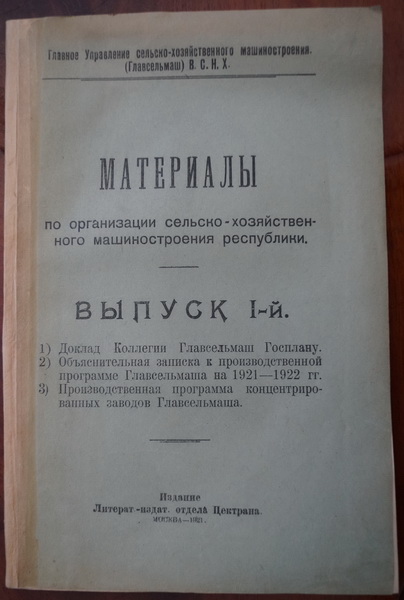 Главное Управление сельско-хозяйственного машиностроения.
(Главсельмаш) В. С. Н. Х.
МАТЕРИАЛЫ
по организации сельско-хозяйствен-
ного машиностроения республики.
ВЫПУСК I-й.
1) Доклад Коллегии Главсельмаш Госплану.
2) Объяснительная записка к производственной
программе Главсельмаша на 1921—1922 гг.
3) Производственная программа концентриро-
ванных заводов Главсельмаша.
Издание
Литерат.-издат. отдела Цектрана.
МОСКВА—1921.